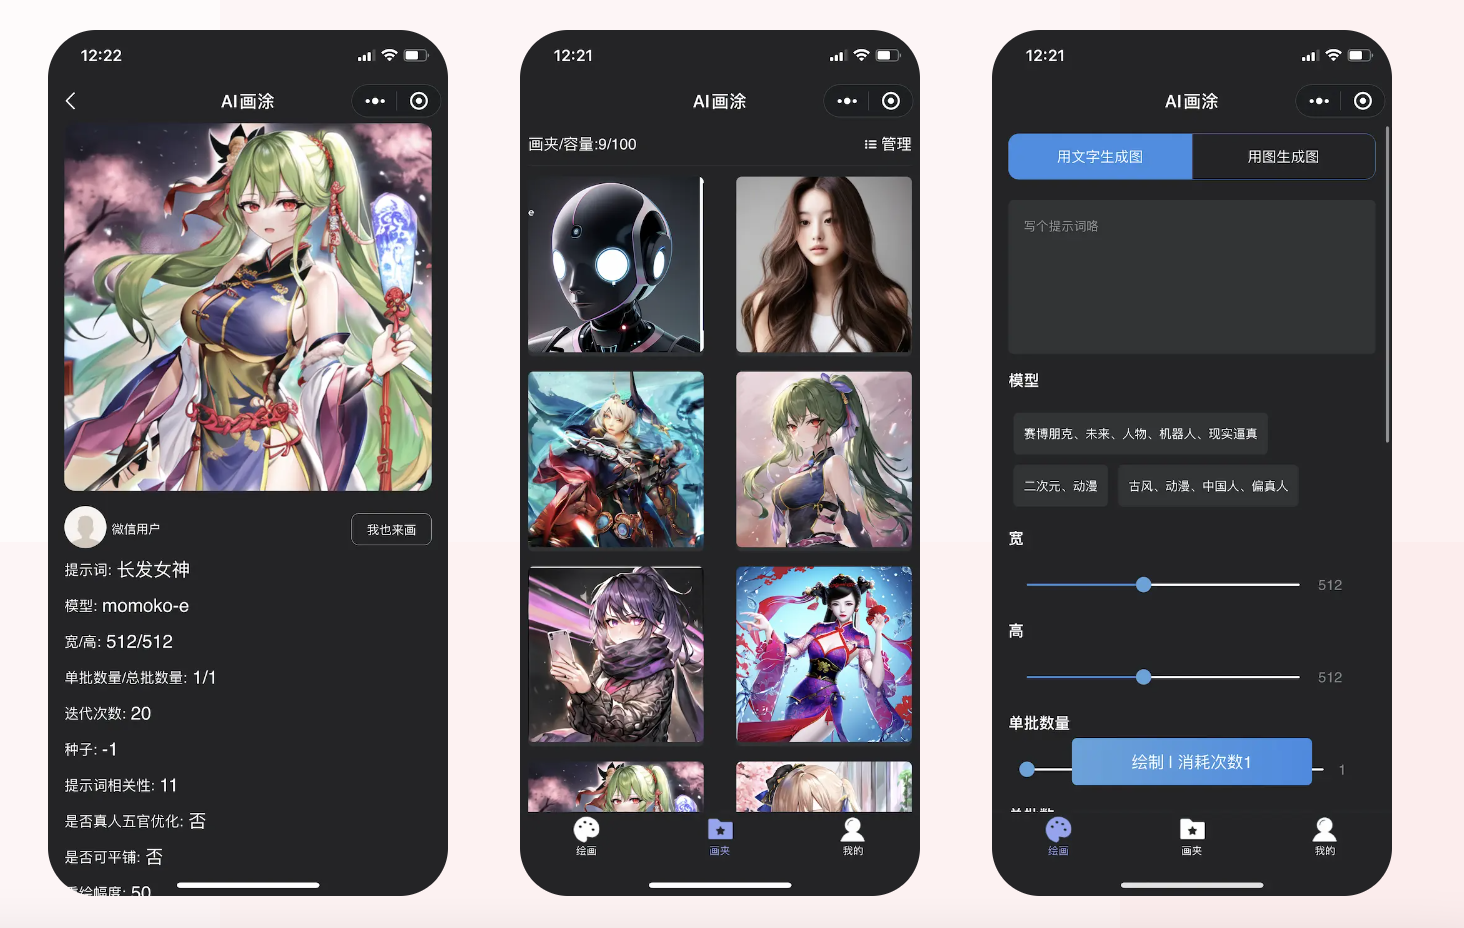 12:22
AI画涂
微信用户
我也来画
提示词: 长发女神
模型: momoko-e
宽/高: 512/512
单批数量/总批数量: 1/1
迭代次数: 20
种子: -1
提示词相关性: 11
是否真人五官优化: 否
是否可平铺: 否
重绘幅度: 50
12:21
AI画涂
画夹/容量:9/100
管理
e
绘画
画夹
我的
12:21
AI画涂
用文字生成图
用图生成图
写个提示词咯
模型
赛博朋克、未来、人物、机器人、现实逼真
二次元、动漫
古风、动漫、中国人、偏真人
宽
512
高
512
单批数量
绘制 | 消耗次数1
1
绘画
画夹
我的